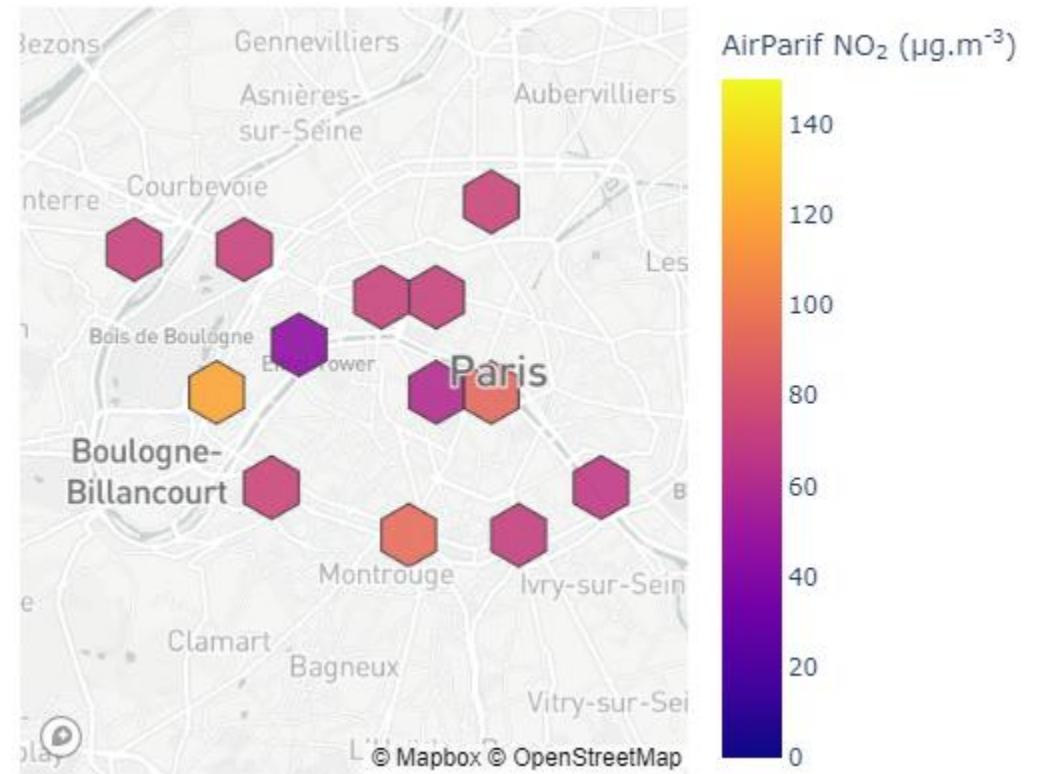 AirParif NO₂ (µg.m⁻³)
140
120
100
80
60
40
20
0
Bezons
Gennevilliers
Asnières-
sur-Seine
Aubervilliers
Courbevoie
nterre
Les
Bois de Boulogne
Paris
Boulogne-
Billancourt
B
Montrouge
Ivry-sur-Sein
e
Clamart
Bagneux
Vitry-sur-Sei
© Mapbox © OpenStreetMap